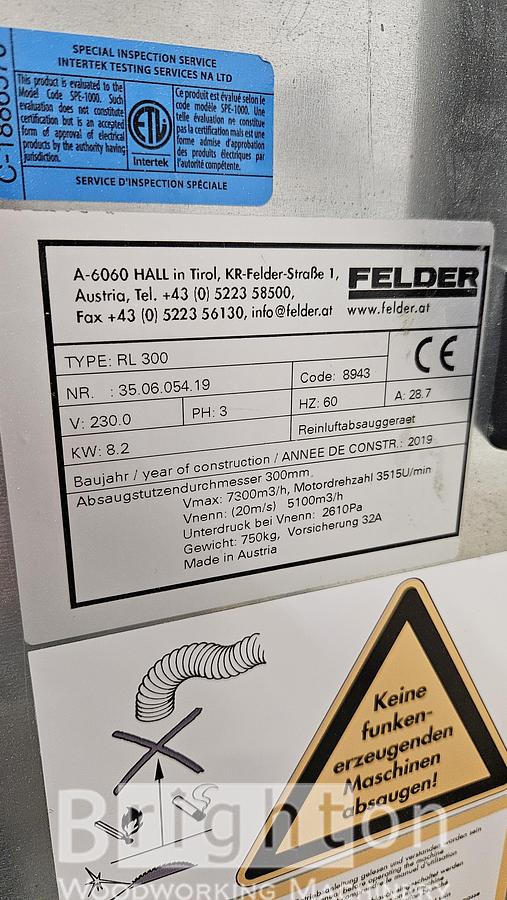 C-1886576
SPECIAL INSPECTION SERVICE
INTERTEK TESTING SERVICES NA LTD
This product is evaluated to the
Model Code SPE-1000. Such
evaluation does not constitute
certification but is an accepted
form of approval of electrical
products by the authority having
jurisdiction.
ETL
Intertek
Ce produit est évalué selon le
code modèle SPE-1000. Une
telle évaluation ne constitue
pas la certification mais est une
forme admise d'approbation
des produits électriques par
l'autorité compétente.
SERVICE D'INSPECTION SPÉCIALE
A-6060 HALL in Tirol, KR-Felder-Straße 1,
Austria, Tel. +43 (0) 5223 58500,
Fax +43 (0) 5223 56130, info@felder.at
FELDER
www.felder.at
TYPE: RL 300
CE
NR. : 35.06.054.19
Code: 8943
V: 230.0
PH: 3
HZ: 60
A: 28.7
KW: 8.2
Reinluftabsauggeraet
Baujahr / year of construction / ANNEE DE CONSTR.: 2019
Absaugstutzendurchmesser 300mm,
Vmax: 7300m3/h, Motordrehzahl 3515U/min
Vnenn: (20m/s) 5100m3/h
Unterdruck bei Vnenn: 2610Pa
Gewicht: 750kg, Vorsicherung 32A
Made in Austria
Keine
funken-
erzeugenden
Maschinen
absaugen!
Brighton
WOODWORKING MACHINERY